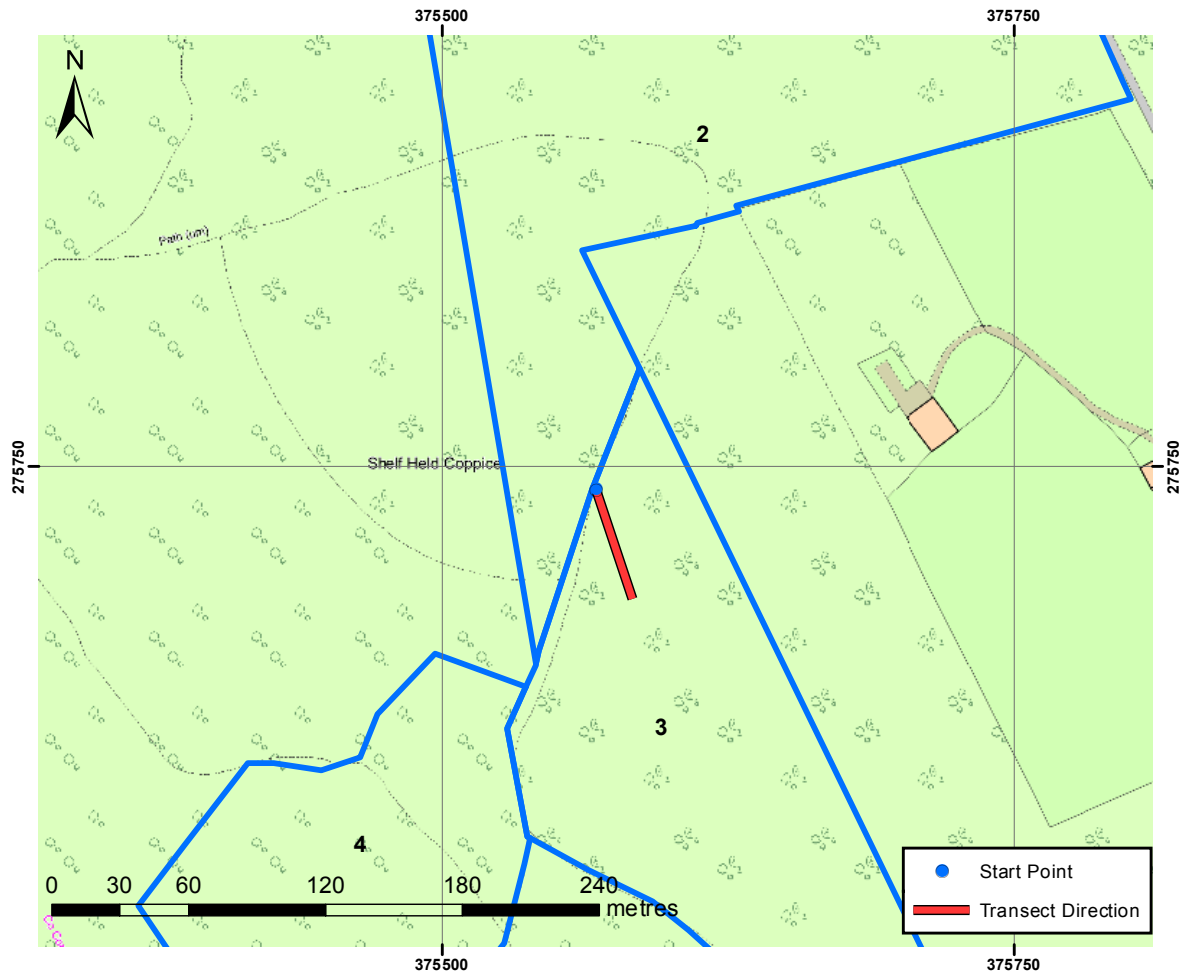 375500
375750
N
2
Path (um)
275750
Shelf Held Coppice
275750
3
4
0 30 60 120 180 240
metres
Start Point
Transect Direction
375500
375750